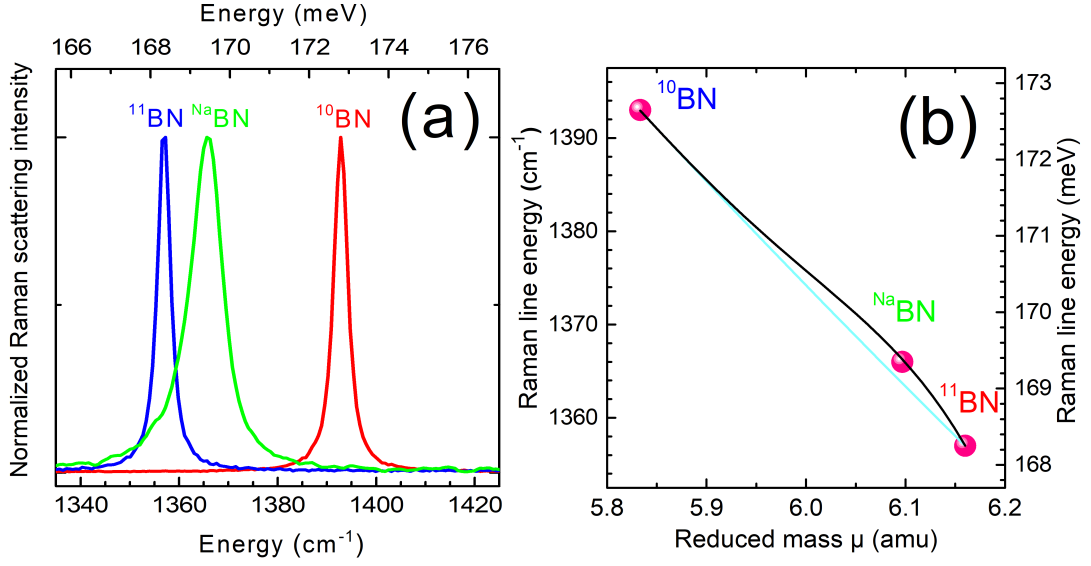 Energy (meV)
166 168 170 172 174 176
Normalized Raman scattering intensity
(a)
¹¹BN ᴺᵃBN ¹⁰BN
1340 1360 1380 1400 1420
Energy (cm⁻¹)
(b)
Raman line energy (cm⁻¹)
1390
1380
1370
1360
¹⁰BN
ᴺᵃBN
¹¹BN
173
172
171
170
169
168
Raman line energy (meV)
5.8 5.9 6.0 6.1 6.2
Reduced mass μ (amu)